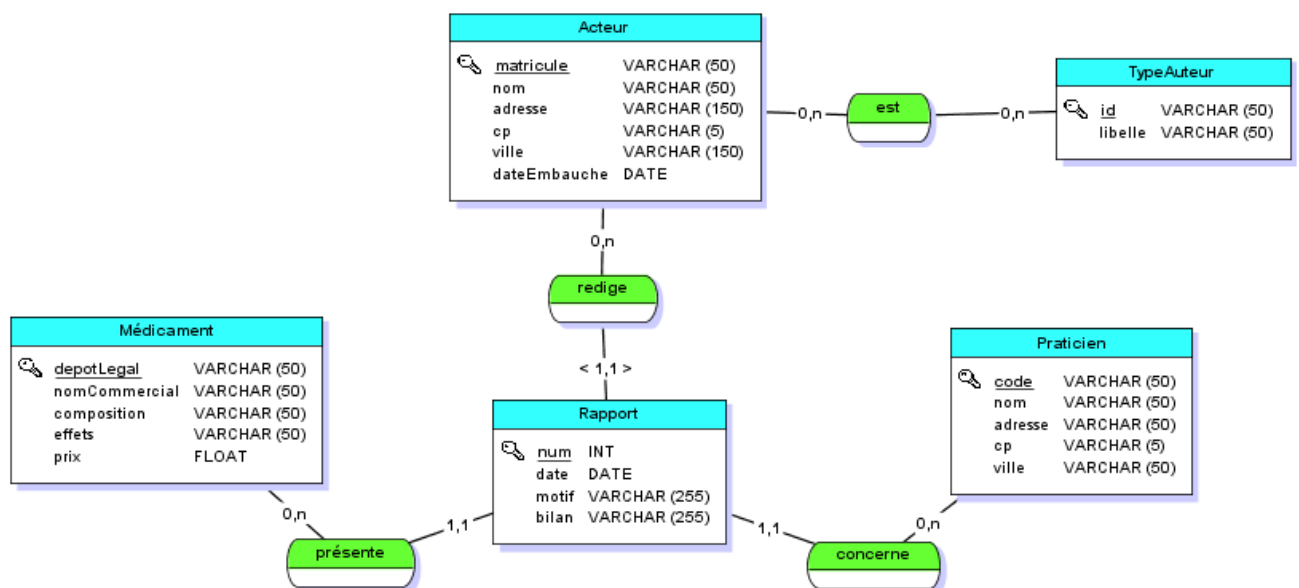 Acteur
matricule VARCHAR (50)
nom VARCHAR (50)
adresse VARCHAR (150)
cp VARCHAR (5)
ville VARCHAR (150)
dateEmbauche DATE
0,n
est
0,n
TypeAuteur
id VARCHAR (50)
libelle VARCHAR (50)
0,n
redige
< 1,1 >
Médicament
depotLegal VARCHAR (50)
nomCommercial VARCHAR (50)
composition VARCHAR (50)
effets VARCHAR (50)
prix FLOAT
Rapport
num INT
date DATE
motif VARCHAR (255)
bilan VARCHAR (255)
Praticien
code VARCHAR (50)
nom VARCHAR (50)
adresse VARCHAR (50)
cp VARCHAR (5)
ville VARCHAR (50)
0,n
présente
1,1
1,1
concerne
0,n